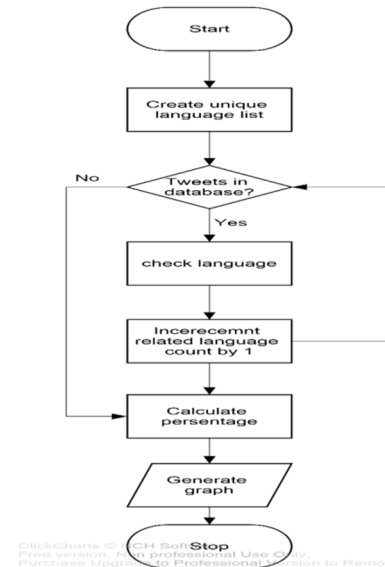 Start
Create unique
language list
Tweets in
database?
No
Yes
check language
Incerecemnt
related language
count by 1
Calculate
persentage
Generate
graph
Stop
ClickCharts © NCH Soft
Free version. Non professional Use Only.
Purchase Upgrade to Professional Version to Remo